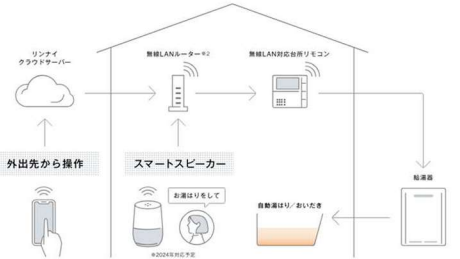 リンナイ
クラウドサーバー
無線LANルーター※2
無線LAN対応台所リモコン
外出先から操作
スマートスピーカー
お湯はりをして
※2024年対応予定
自動湯はり／おいだき
給湯器